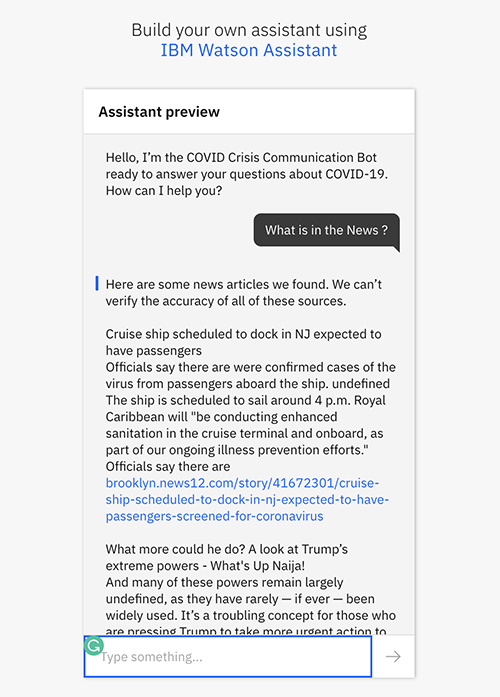 Build your own assistant using
IBM Watson Assistant
Assistant preview
Hello, I’m the COVID Crisis Communication Bot
ready to answer your questions about COVID-19.
How can I help you?
What is in the News ?
Here are some news articles we found. We can’t
verify the accuracy of all of these sources.
Cruise ship scheduled to dock in NJ expected to
have passengers
Officials say there are were confirmed cases of the
virus from passengers aboard the ship. undefined
The ship is scheduled to sail around 4 p.m. Royal
Caribbean will "be conducting enhanced
sanitation in the cruise terminal and onboard, as
part of our ongoing illness prevention efforts."
Officials say there are
brooklyn.news12.com/story/41672301/cruise-
ship-scheduled-to-dock-in-nj-expected-to-have-
passengers-screened-for-coronavirus
What more could he do? A look at Trump’s
extreme powers - What's Up Naija!
And many of these powers remain largely
undefined, as they have rarely — if ever — been
widely used. It’s a troubling concept for those who
are pressing Trump to take more urgent action to
Type something...